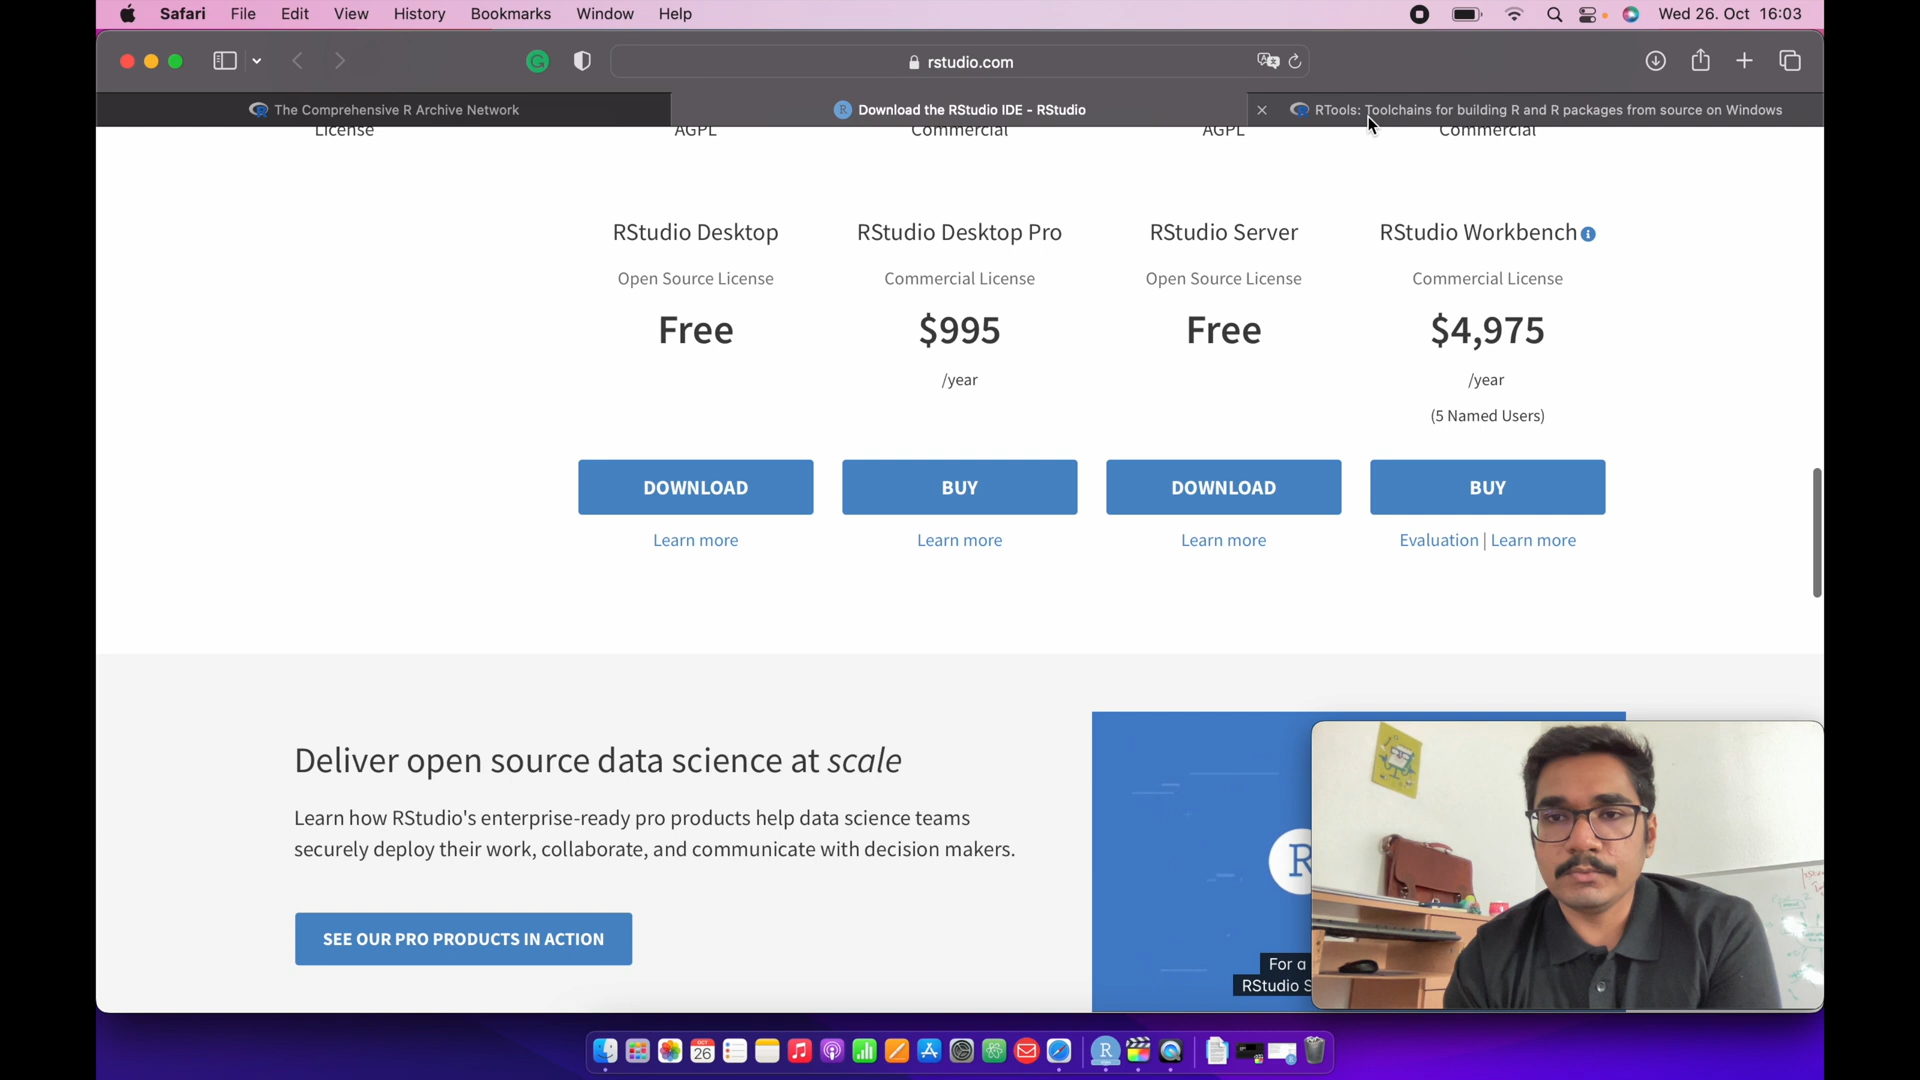 Safari File Edit View History Bookmarks Window Help Wed 26. Oct 16:03
rstudio.com
The Comprehensive R Archive Network
Download the RStudio IDE - RStudio
RTools: Toolchains for building R and R packages from source on Windows
License AGPL Commercial AGPL Commercial
RStudio Desktop RStudio Desktop Pro RStudio Server RStudio Workbench
Open Source License Commercial License Open Source License Commercial License
Free $995 Free $4,975
/year /year
(5 Named Users)
DOWNLOAD BUY DOWNLOAD BUY
Learn more Learn more Learn more Evaluation | Learn more
Deliver open source data science at scale
Learn how RStudio's enterprise-ready pro products help data science teams
securely deploy their work, collaborate, and communicate with decision makers.
SEE OUR PRO PRODUCTS IN ACTION
R
For a
RStudio S
OCT
26
R